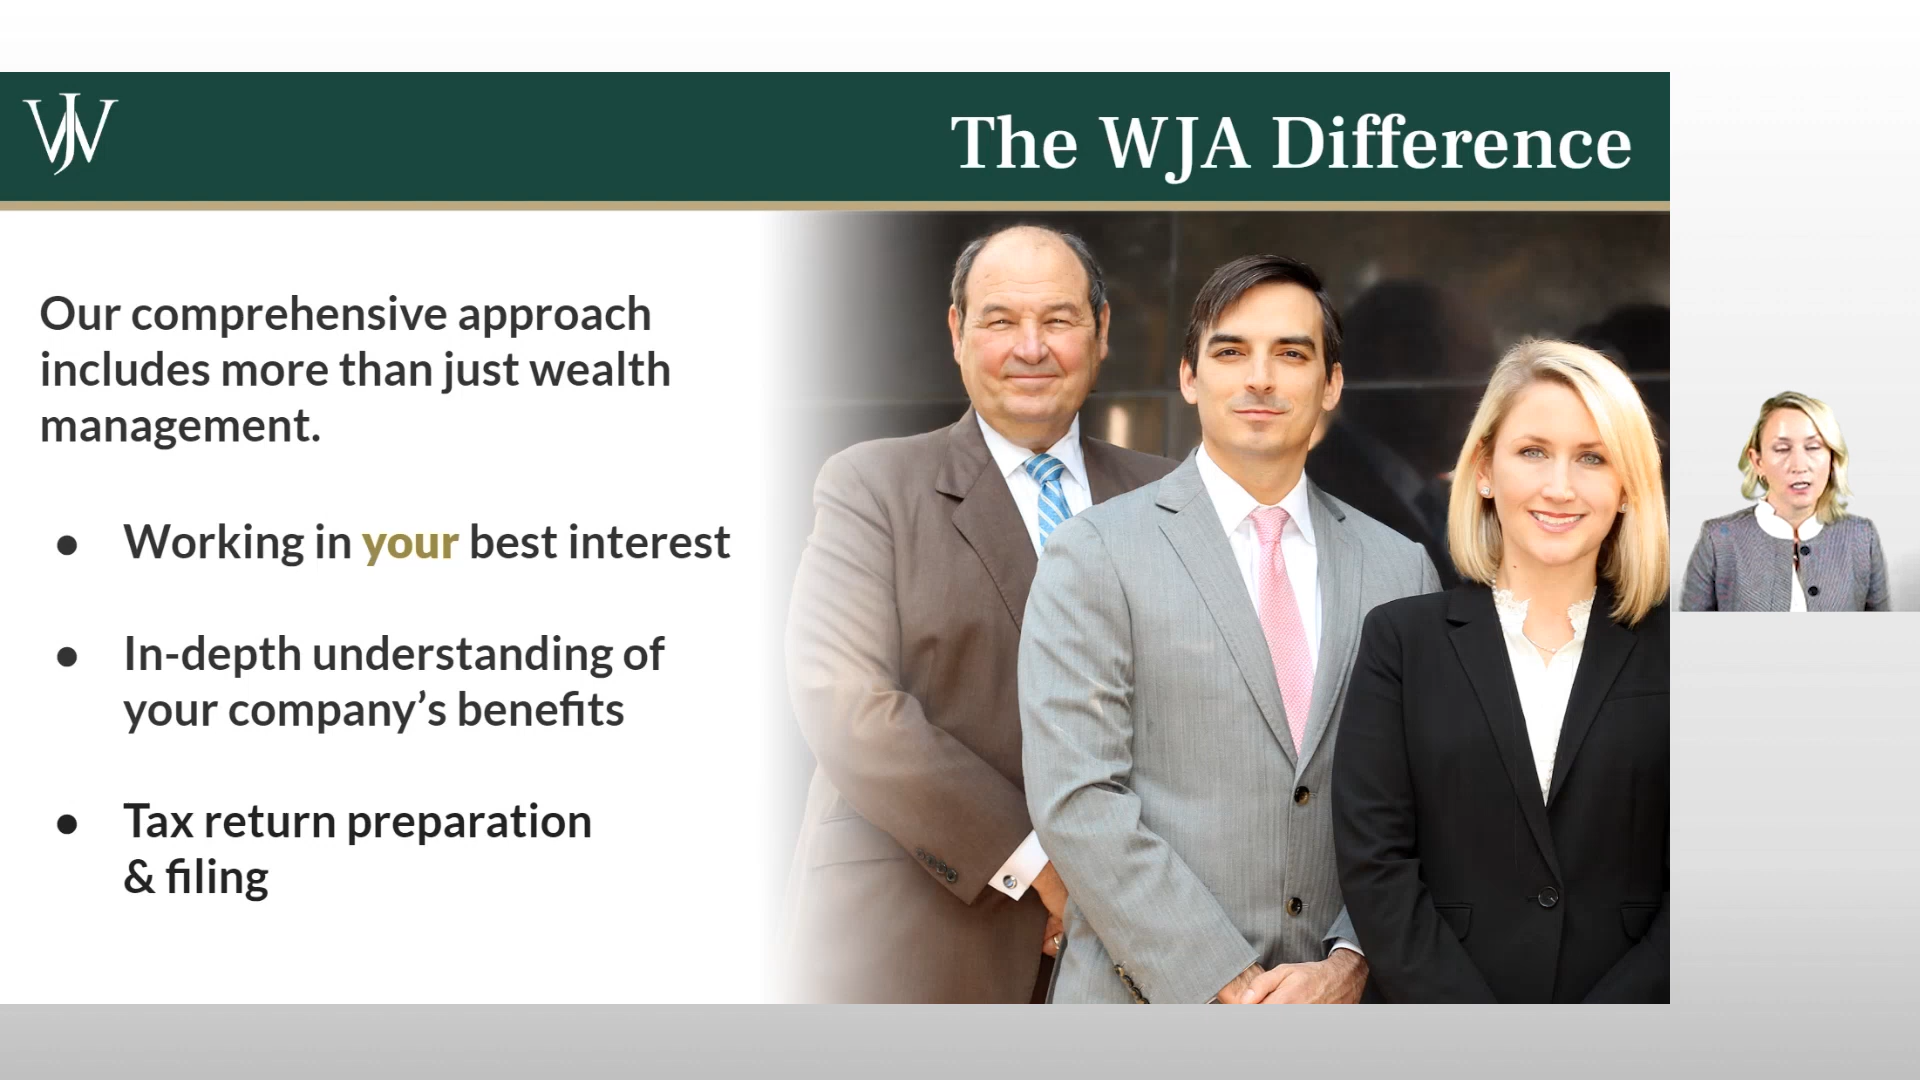 WJ
The WJA Difference
Our comprehensive approach
includes more than just wealth
management.
● Working in your best interest
● In-depth understanding of
your company’s benefits
● Tax return preparation
& filing